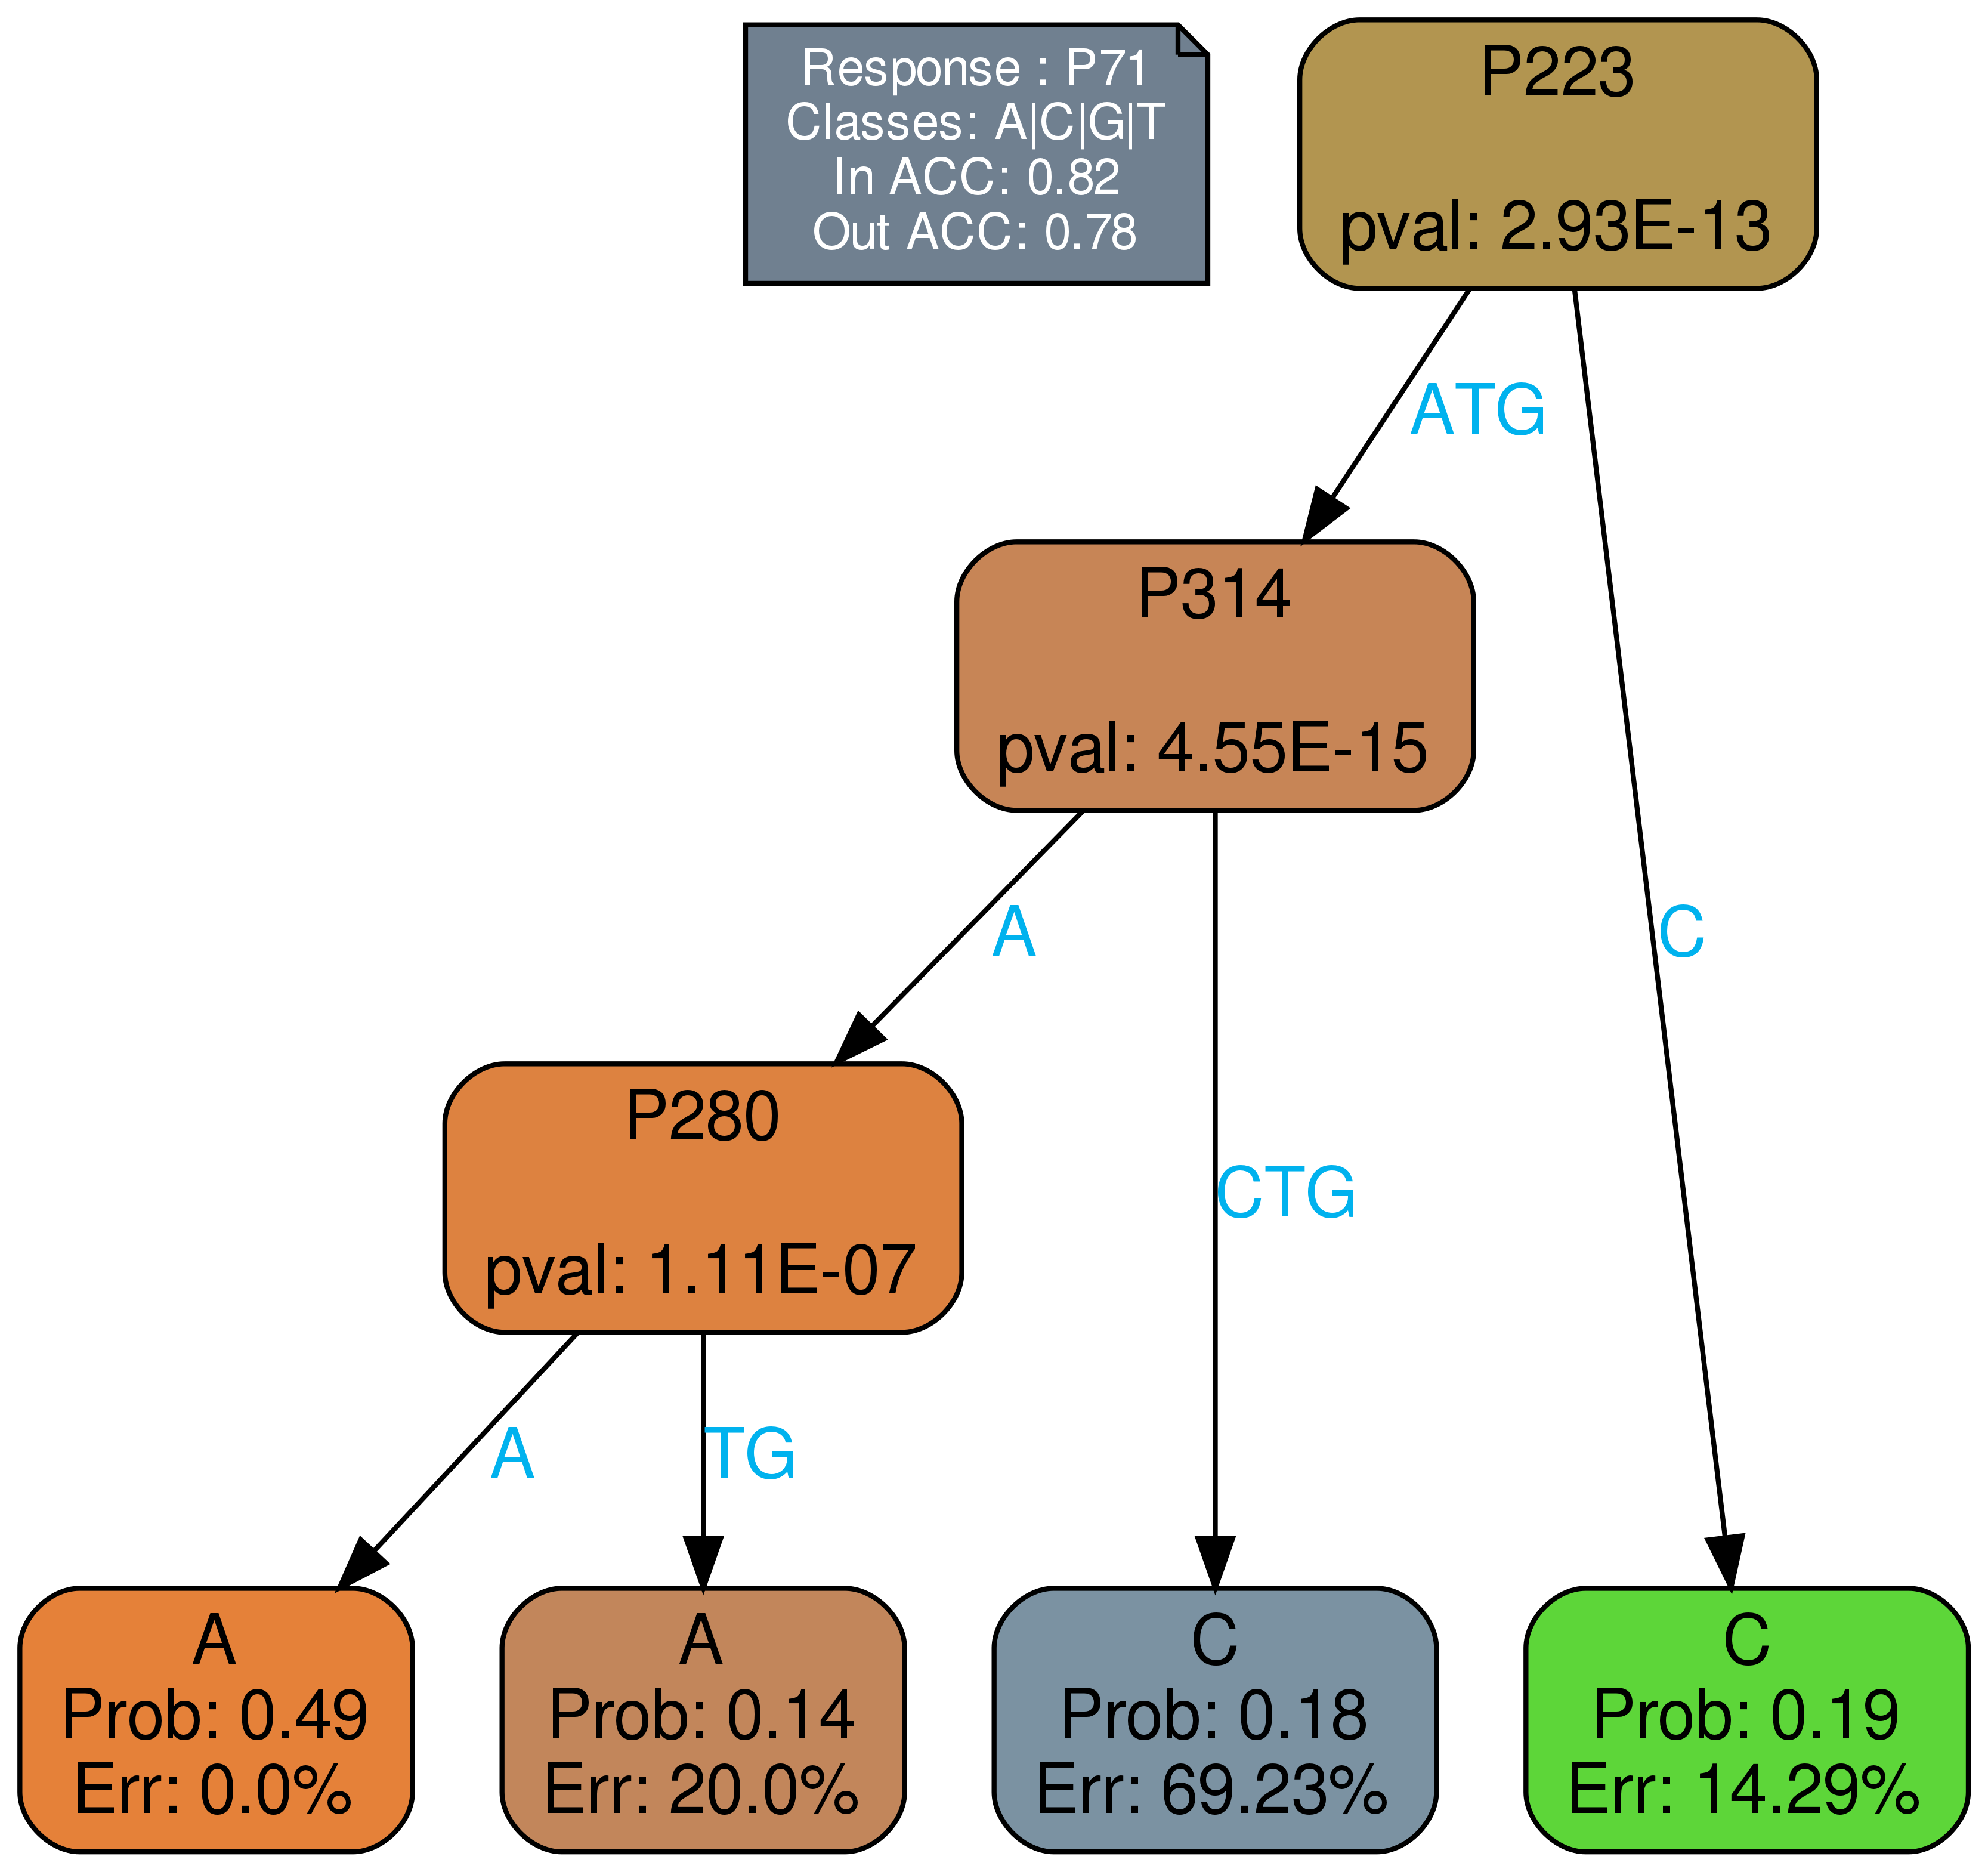 Response : P71
Classes: A|C|G|T
In ACC: 0.82
Out ACC: 0.78
P223
pval: 2.93E-13
ATG
P314
pval: 4.55E-15
A
C
P280
pval: 1.11E-07
CTG
A
TG
A
Prob: 0.49
Err: 0.0%
A
Prob: 0.14
Err: 20.0%
C
Prob: 0.18
Err: 69.23%
C
Prob: 0.19
Err: 14.29%